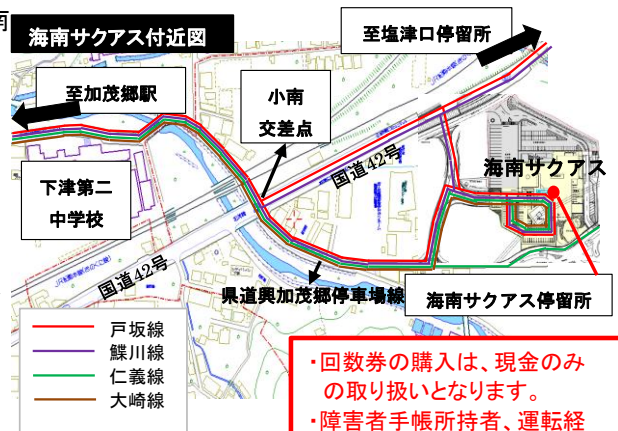 南
海南サクアス付近図
至塩津口停留所
至加茂郷駅
小南
交差点
国道42号
海南サクアス
下津第二
中学校
国道42号
県道興加茂郷停車場線
海南サクアス停留所
戸坂線
鰈川線
仁義線
大崎線
・回数券の購入は、現金のみ
の取り扱いとなります。
・障害者手帳所持者、運転経